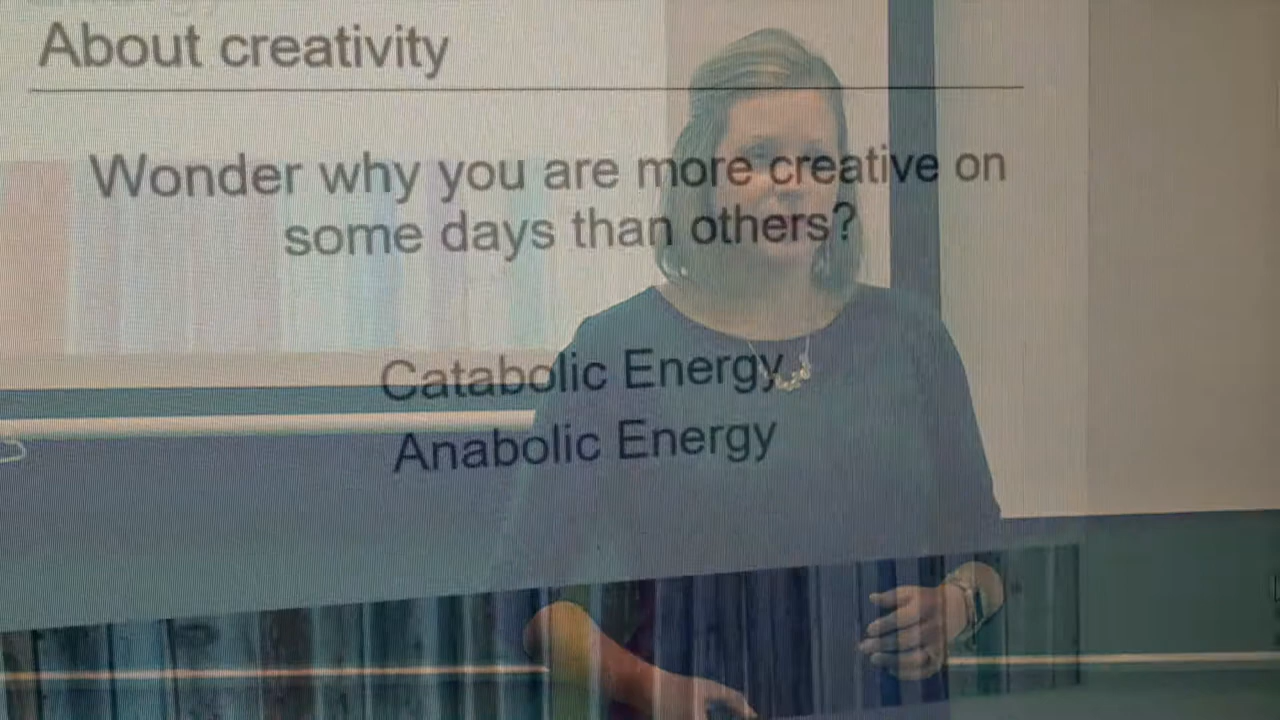 About creativity
Wonder why you are more creative on
some days than others?
Catabolic Energy
Anabolic Energy